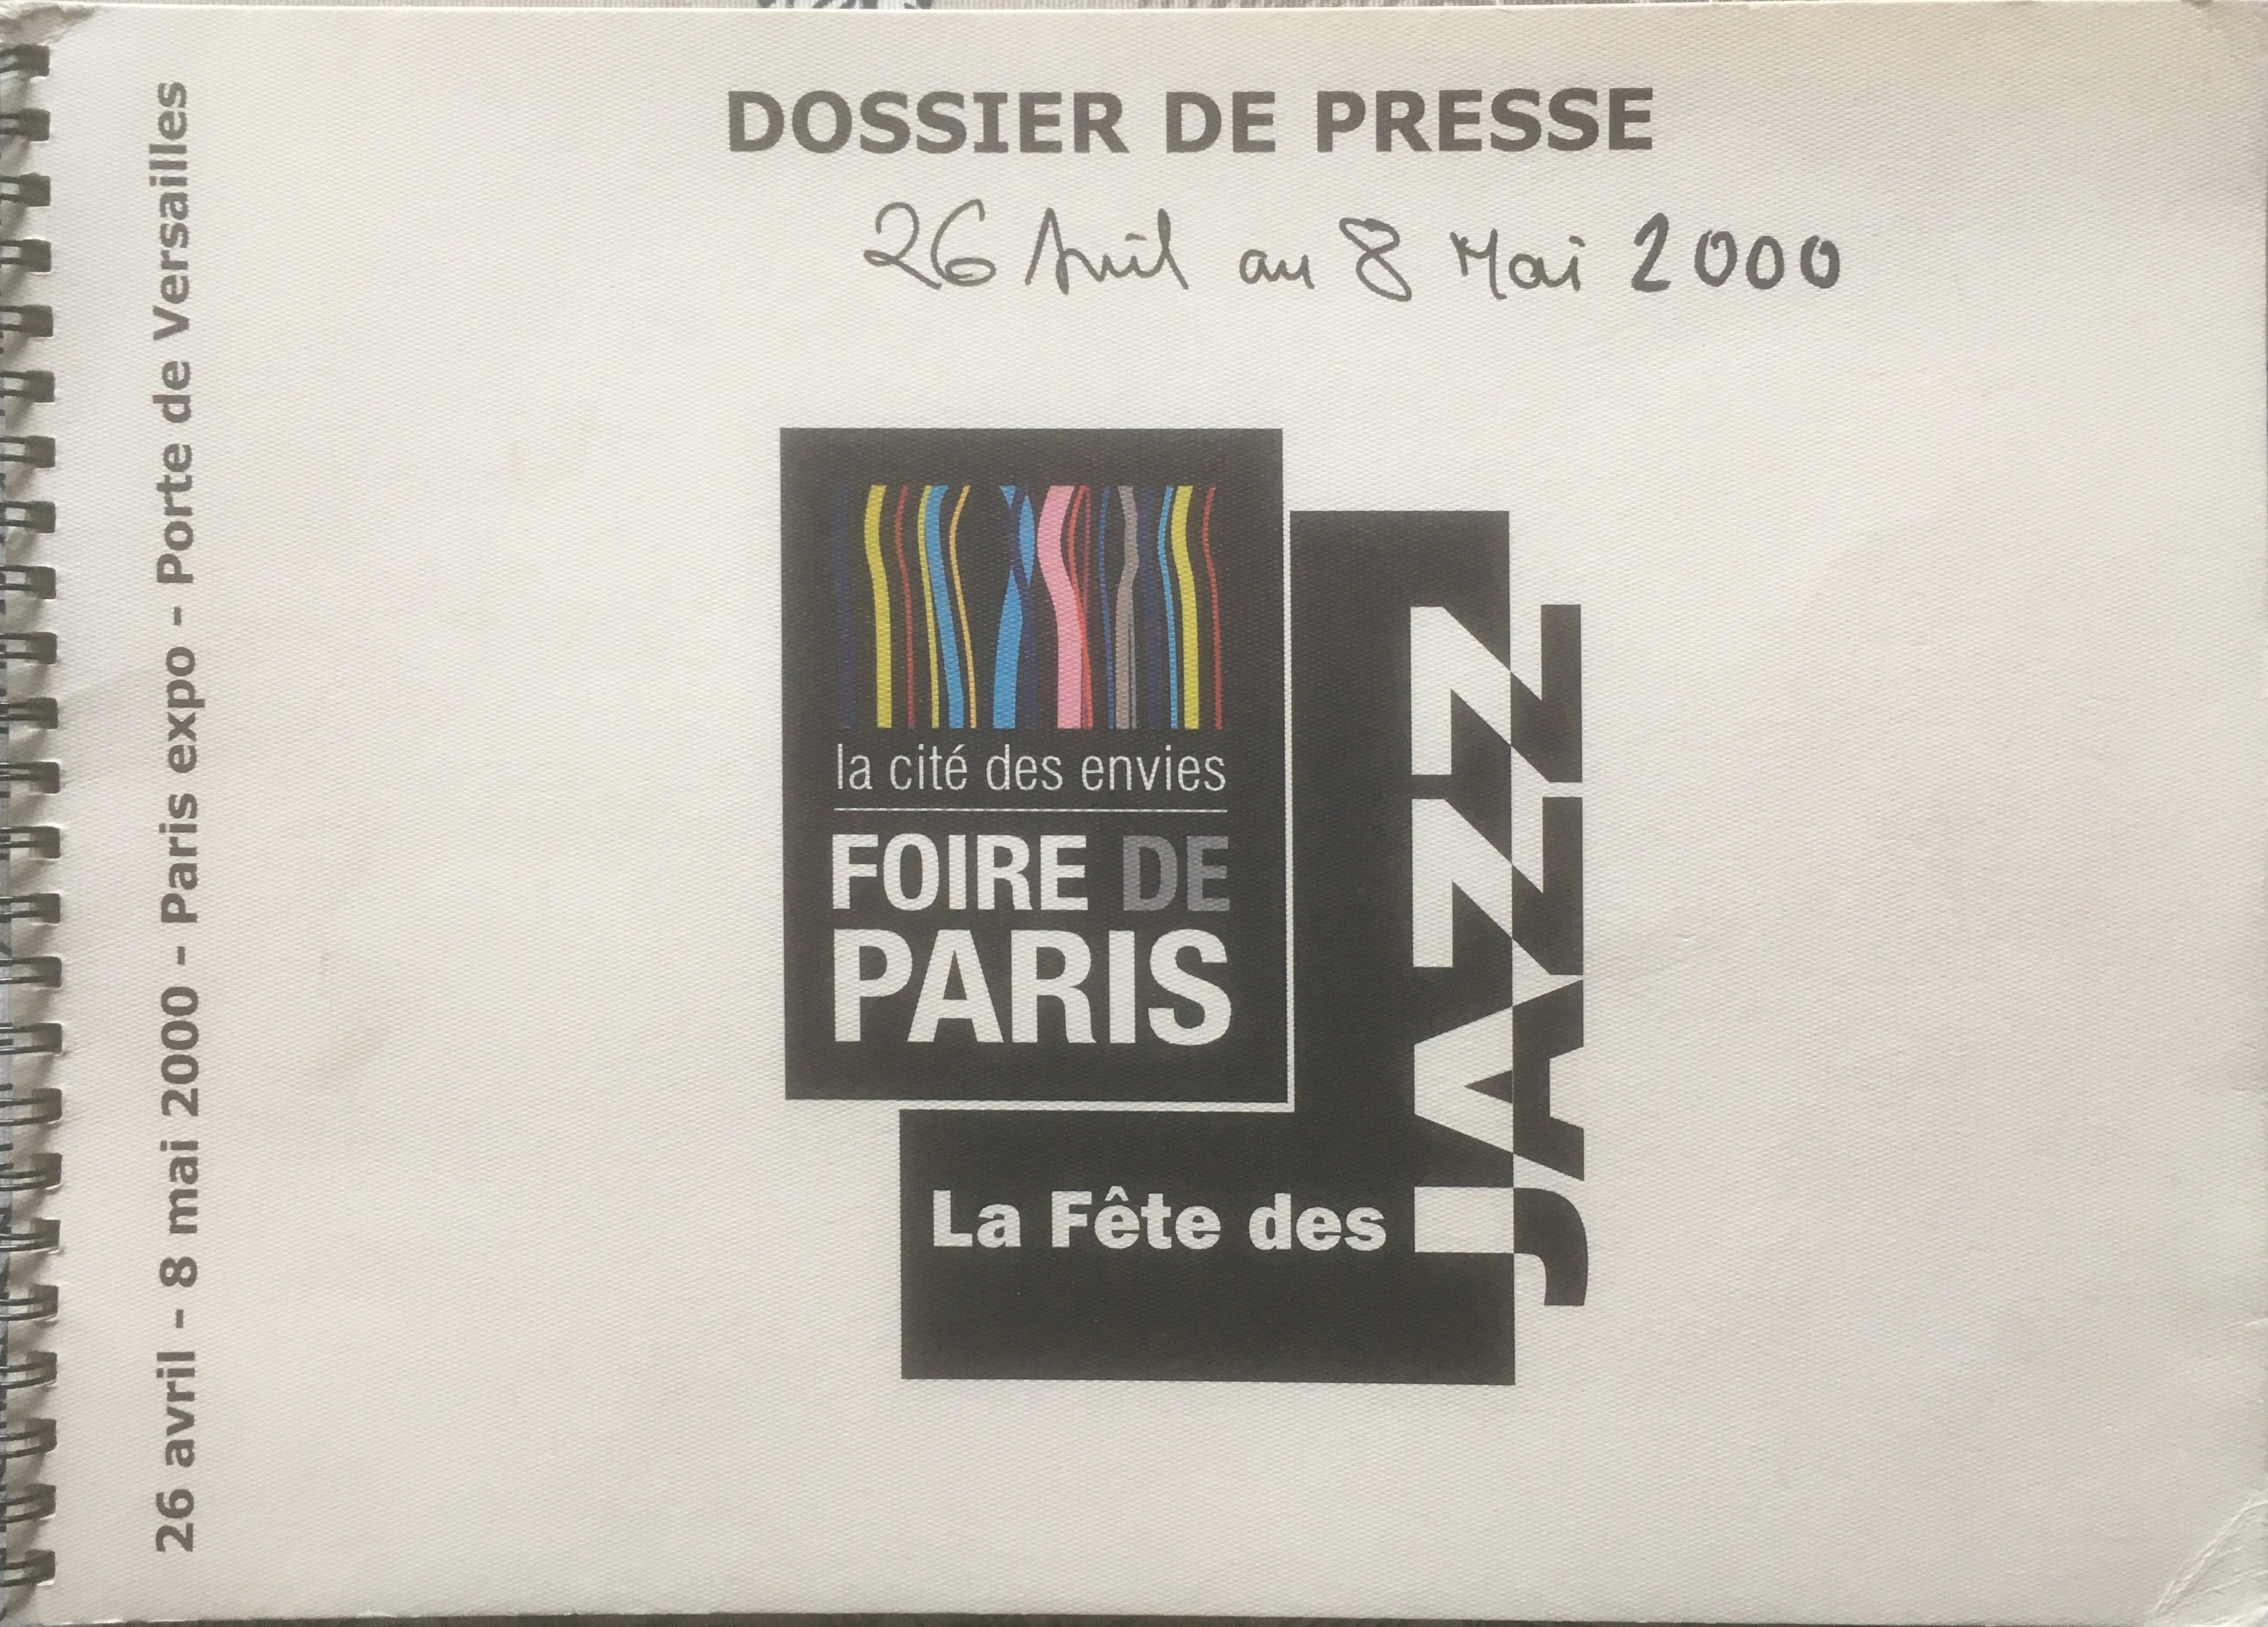 DOSSIER DE PRESSE
26 Avril au 8 Mai 2000
26 avril - 8 mai 2000 - Paris expo - Porte de Versailles
la cité des envies
FOIRE DE
PARIS
La Fête des
JAZZ